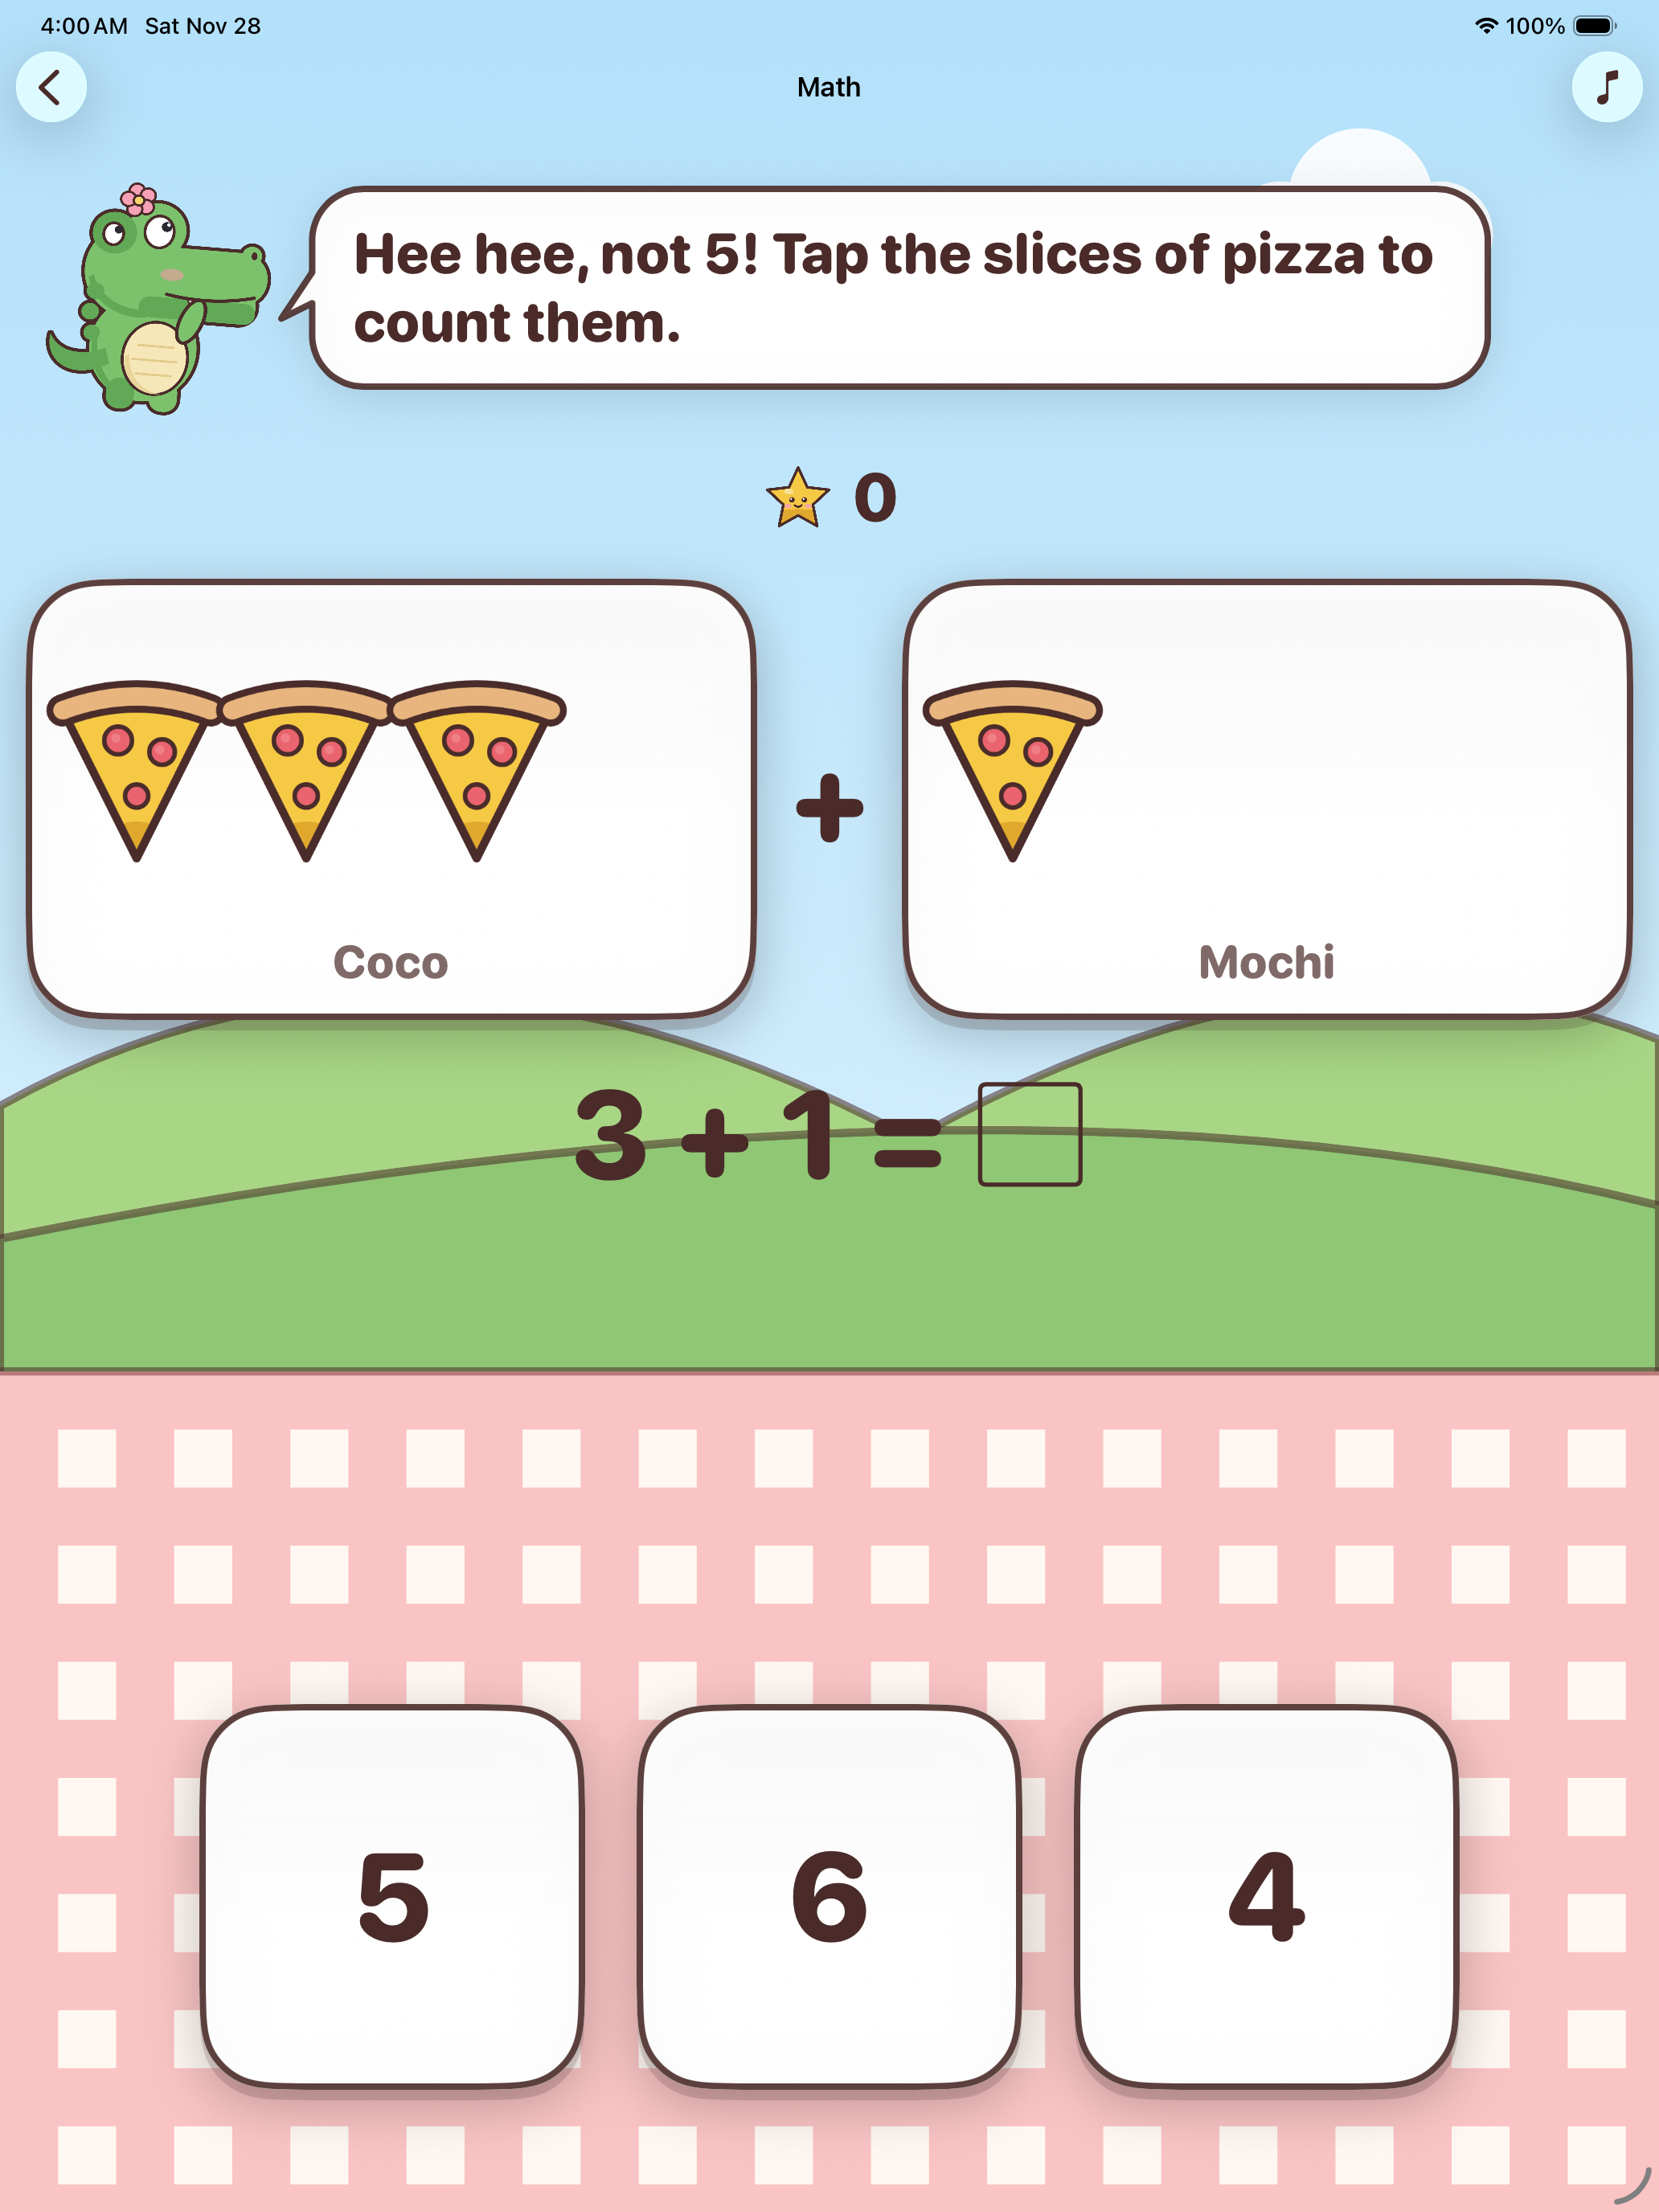 4:00 AM Sat Nov 28
100%
Math
Hee hee, not 5! Tap the slices of pizza to
count them.
0
+
Coco
Mochi
3 + 1 =
5
6
4